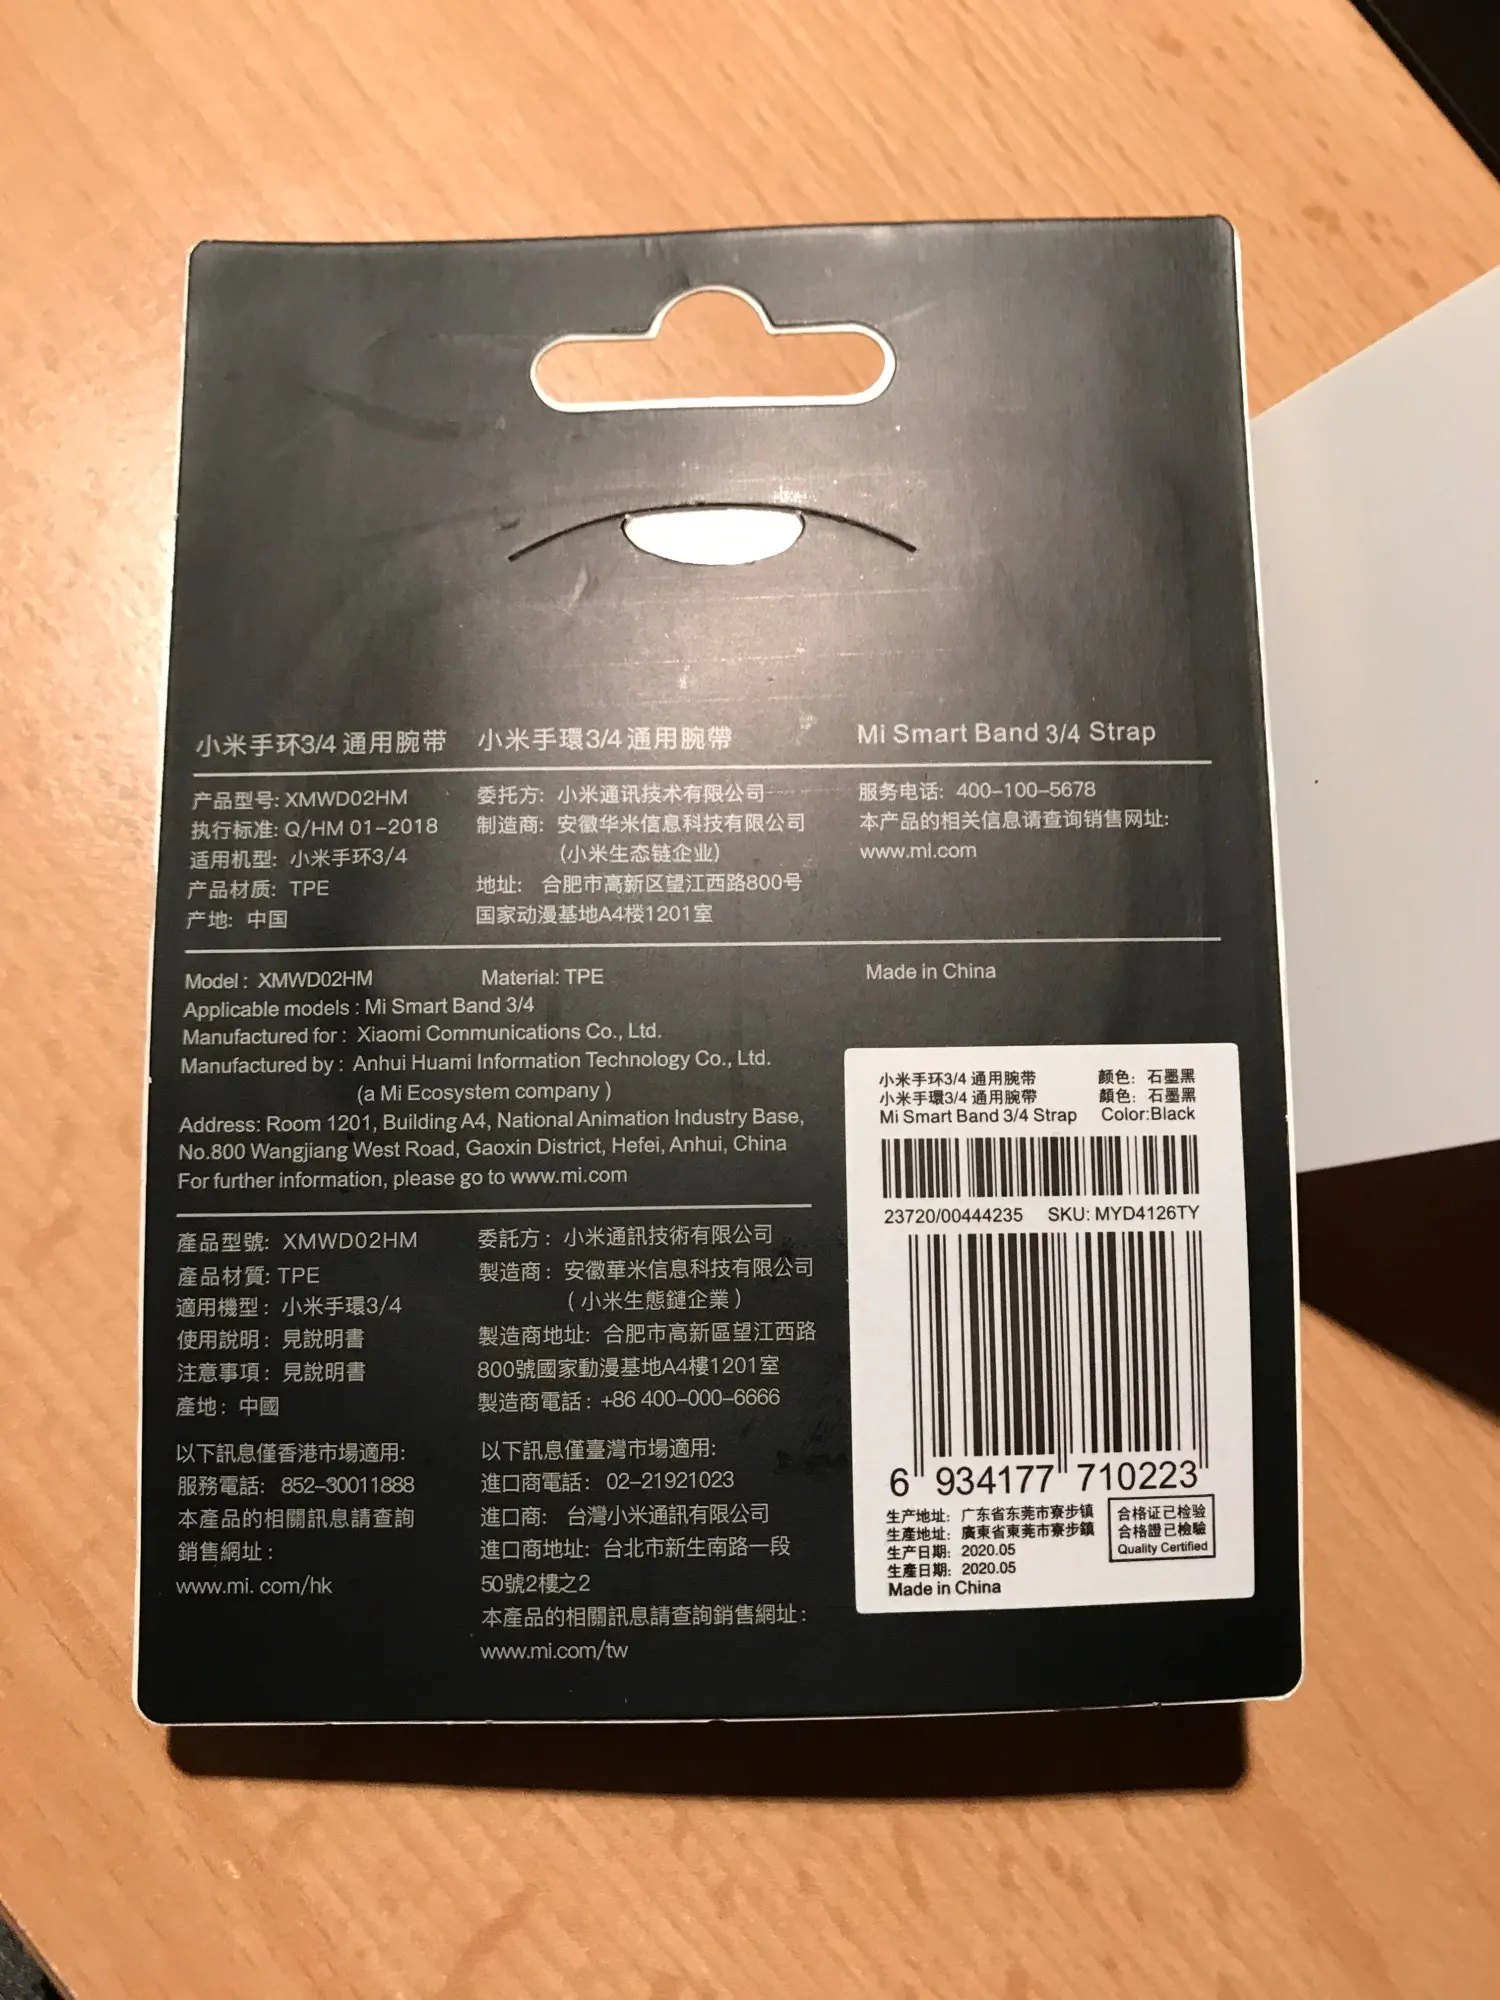 小米手环3/4 通用腕带
小米手環3/4 通用腕帶
Mi Smart Band 3/4 Strap
产品型号: XMWD02HM
执行标准: Q/HM 01-2018
适用机型: 小米手环3/4
产品材质: TPE
产地: 中国
委托方: 小米通讯技术有限公司
制造商: 安徽华米信息科技有限公司
(小米生态链企业)
地址: 合肥市高新区望江西路800号
国家动漫基地A4楼1201室
服务电话: 400-100-5678
本产品的相关信息请查询销售网址:
www.mi.com
Model : XMWD02HM Material: TPE Made in China
Applicable models : Mi Smart Band 3/4
Manufactured for : Xiaomi Communications Co., Ltd.
Manufactured by : Anhui Huami Information Technology Co., Ltd.
(a Mi Ecosystem company )
Address: Room 1201, Building A4, National Animation Industry Base,
No.800 Wangjiang West Road, Gaoxin District, Hefei, Anhui, China
For further information, please go to www.mi.com
產品型號: XMWD02HM
產品材質: TPE
適用機型: 小米手環3/4
使用說明: 見說明書
注意事項: 見說明書
產地: 中國
委託方: 小米通訊技術有限公司
製造商: 安徽華米信息科技有限公司
( 小米生態鏈企業 )
製造商地址: 合肥市高新區望江西路
800號國家動漫基地A4樓1201室
製造商電話: +86 400-000-6666
以下訊息僅香港市場適用:
服務電話: 852-30011888
本產品的相關訊息請查詢
銷售網址:
www.mi. com/hk
以下訊息僅臺灣市場適用:
進口商電話: 02-21921023
進口商: 台灣小米通訊有限公司
進口商地址: 台北市新生南路一段
50號2樓之2
本產品的相關訊息請查詢銷售網址:
www.mi.com/tw
小米手环3/4 通用腕带 颜色: 石墨黑
小米手環3/4 通用腕帶 顏色: 石墨黑
Mi Smart Band 3/4 Strap Color:Black
23720/00444235 SKU: MYD4126TY
6 934177 710223
生产地址: 广东省东莞市寮步镇
生產地址: 廣東省東莞市寮步鎮
生产日期: 2020.05
生產日期: 2020.05
Made in China
合格证已检验
合格證已檢驗
Quality Certified